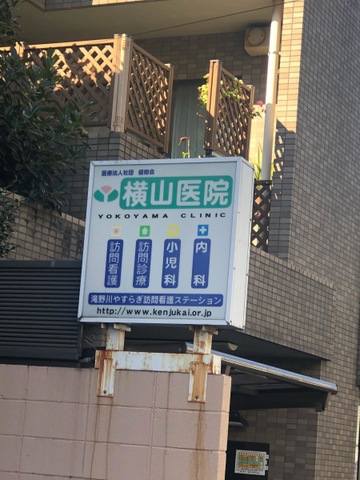 医療法人社団 健樹会
横山医院
YOKOYAMA CLINIC
訪問看護
訪問診療
小児科
内科
滝野川やすらぎ訪問看護ステーション
http://www.kenjukai.or.jp